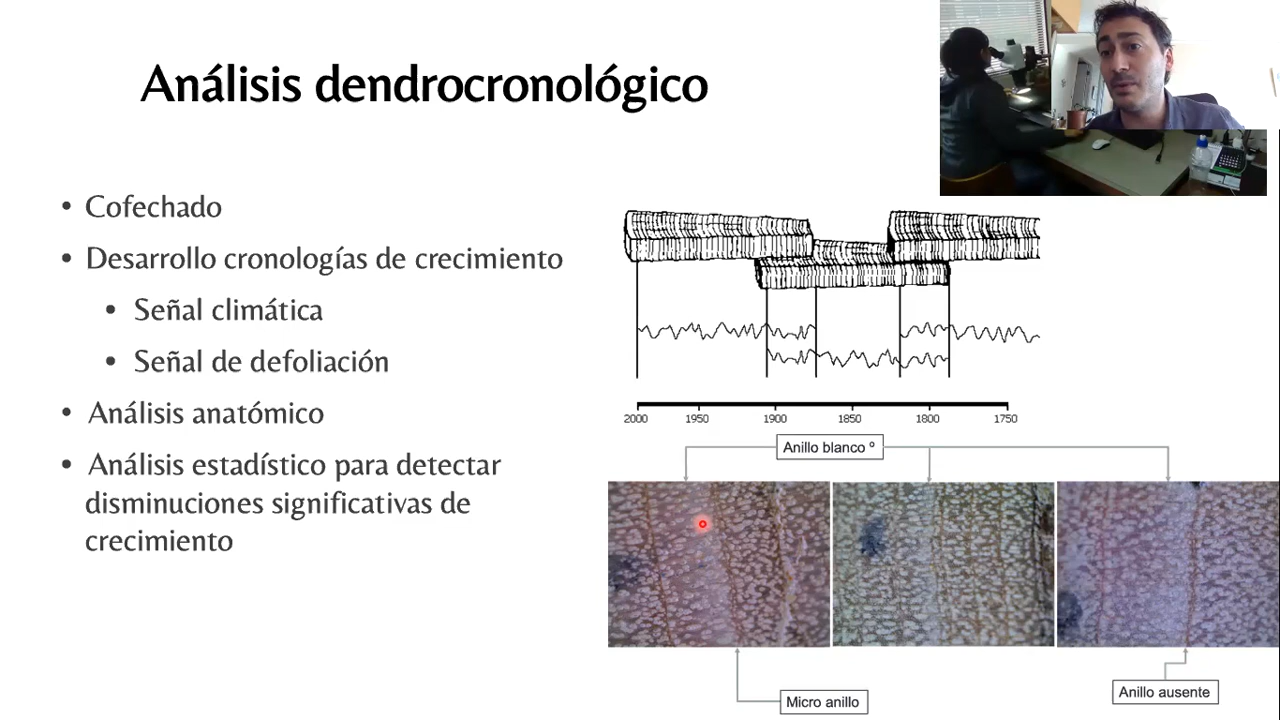 Análisis dendrocronológico
• Cofechado
• Desarrollo cronologías de crecimiento
• Señal climática
• Señal de defoliación
• Análisis anatómico
• Análisis estadístico para detectar
disminuciones significativas de
crecimiento
2000 1950 1900 1850 1800 1750
Anillo blanco º
Micro anillo
Anillo ausente